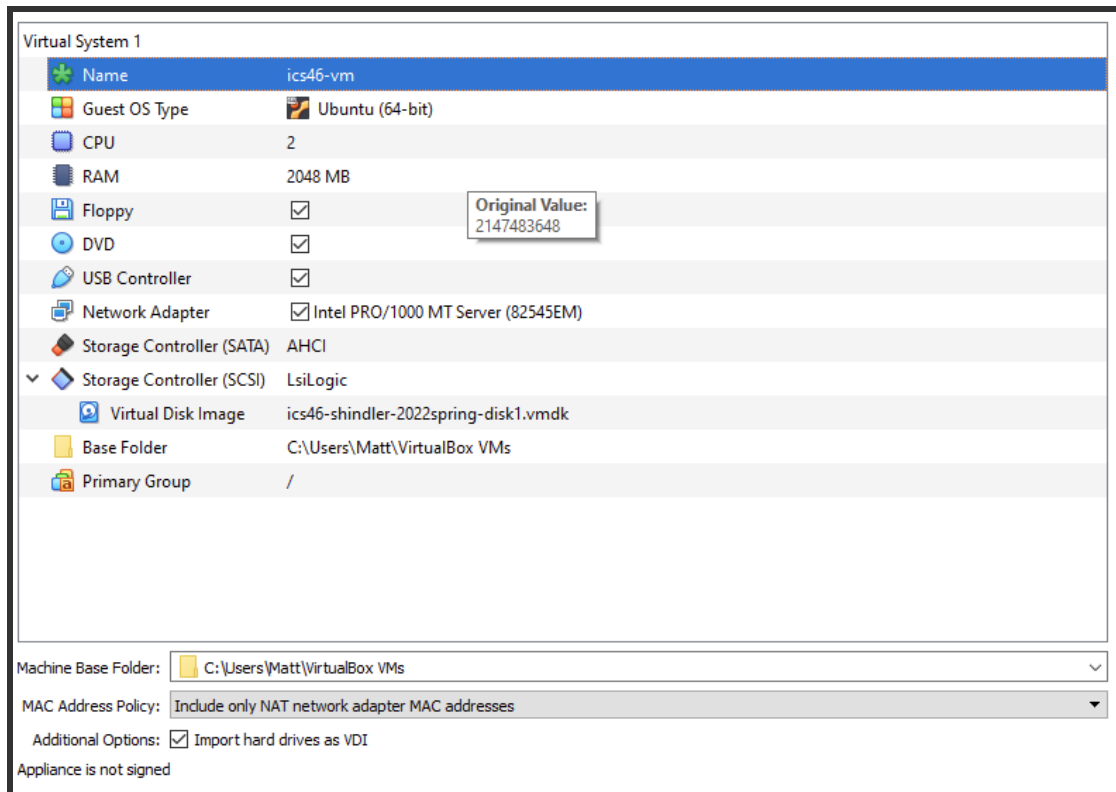 Virtual System 1
Name ics46-vm
Guest OS Type Ubuntu (64-bit)
CPU 2
RAM 2048 MB
Floppy
Original Value:
2147483648
DVD
USB Controller
Network Adapter Intel PRO/1000 MT Server (82545EM)
Storage Controller (SATA) AHCI
Storage Controller (SCSI) LsiLogic
Virtual Disk Image ics46-shindler-2022spring-disk1.vmdk
Base Folder C:\Users\Matt\VirtualBox VMs
Primary Group /
Machine Base Folder: C:\Users\Matt\VirtualBox VMs
MAC Address Policy: Include only NAT network adapter MAC addresses
Additional Options: Import hard drives as VDI
Appliance is not signed